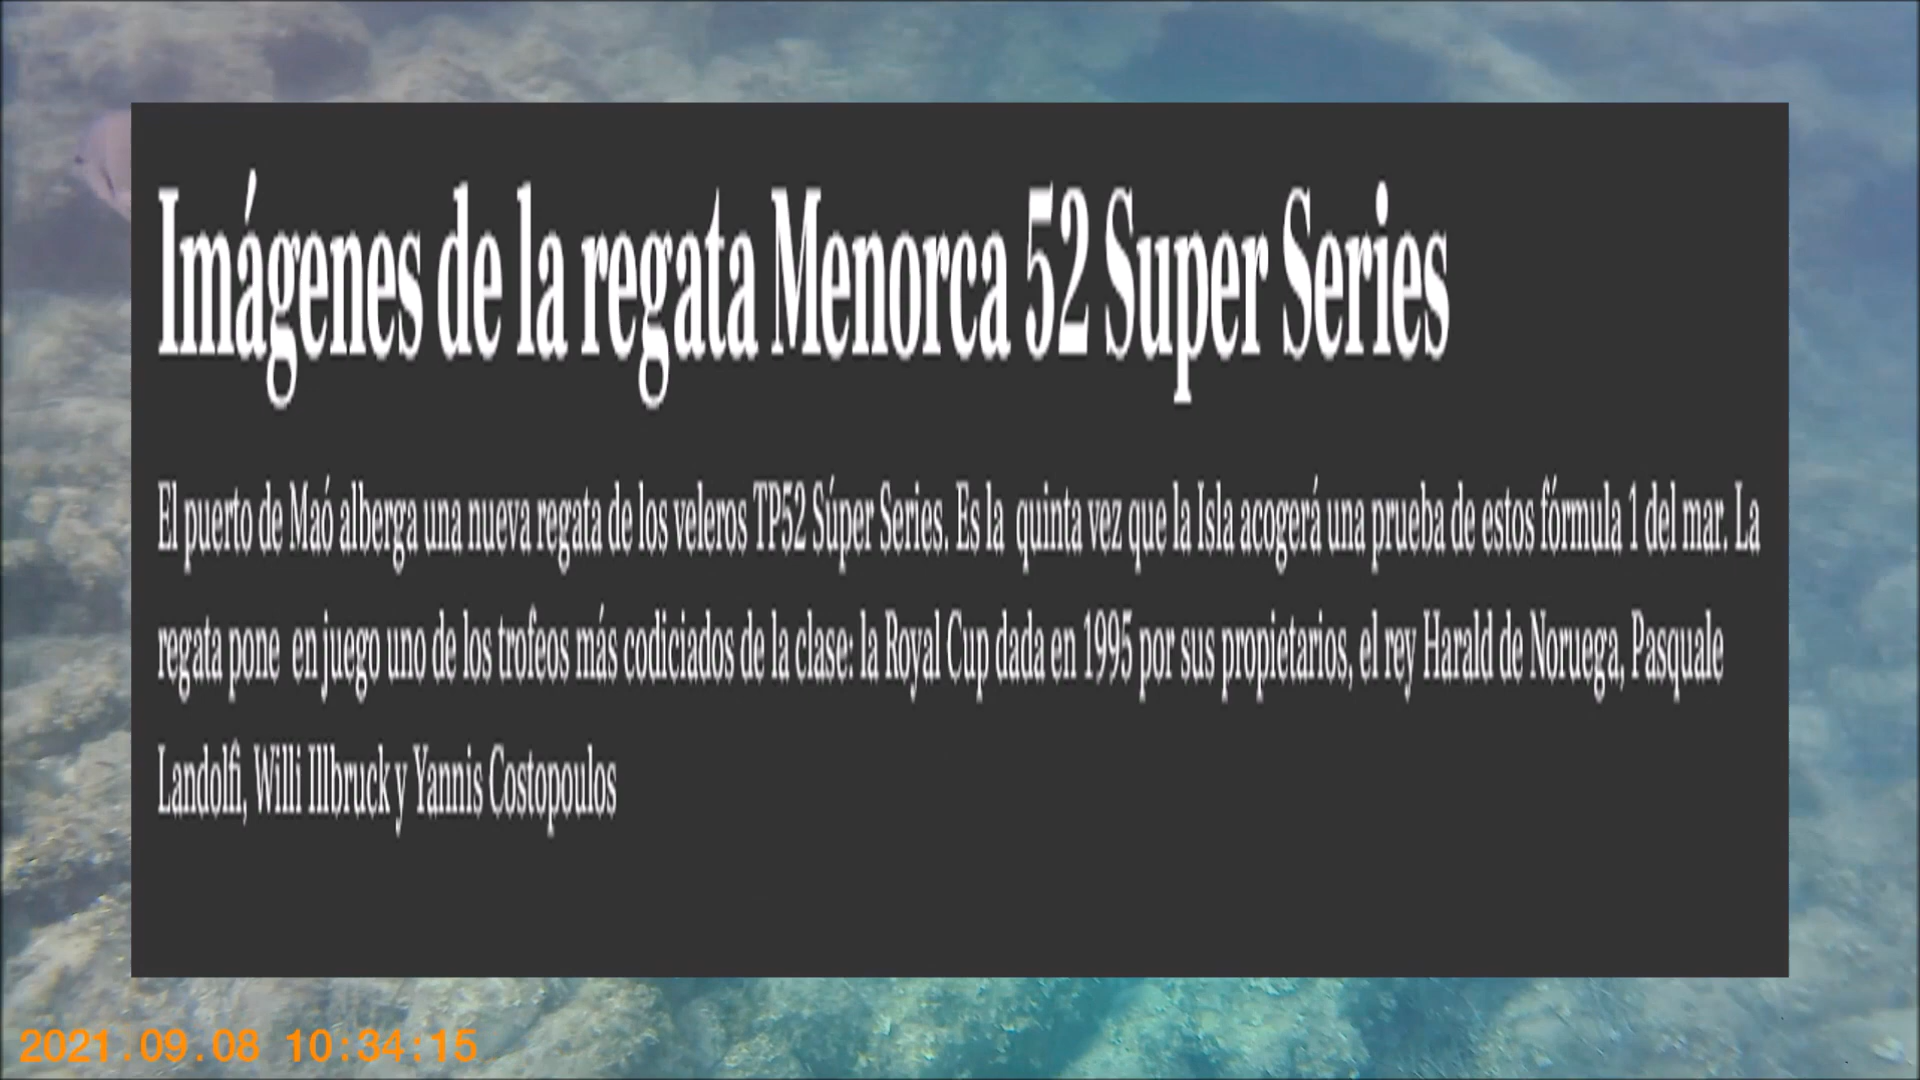 Imágenes de la regata Menorca 52 Super Series
El puerto de Maó alberga una nueva regata de los veleros TP52 Súper Series. Es la quinta vez que la Isla acogerá una prueba de estos fórmula 1 del mar. La
regata pone en juego uno de los trofeos más codiciados de la clase: la Royal Cup dada en 1995 por sus propietarios, el rey Harald de Noruega, Pasquale
Landolfi, Willi Illbruck y Yannis Costopoulos
2021.09.08 10:34:15